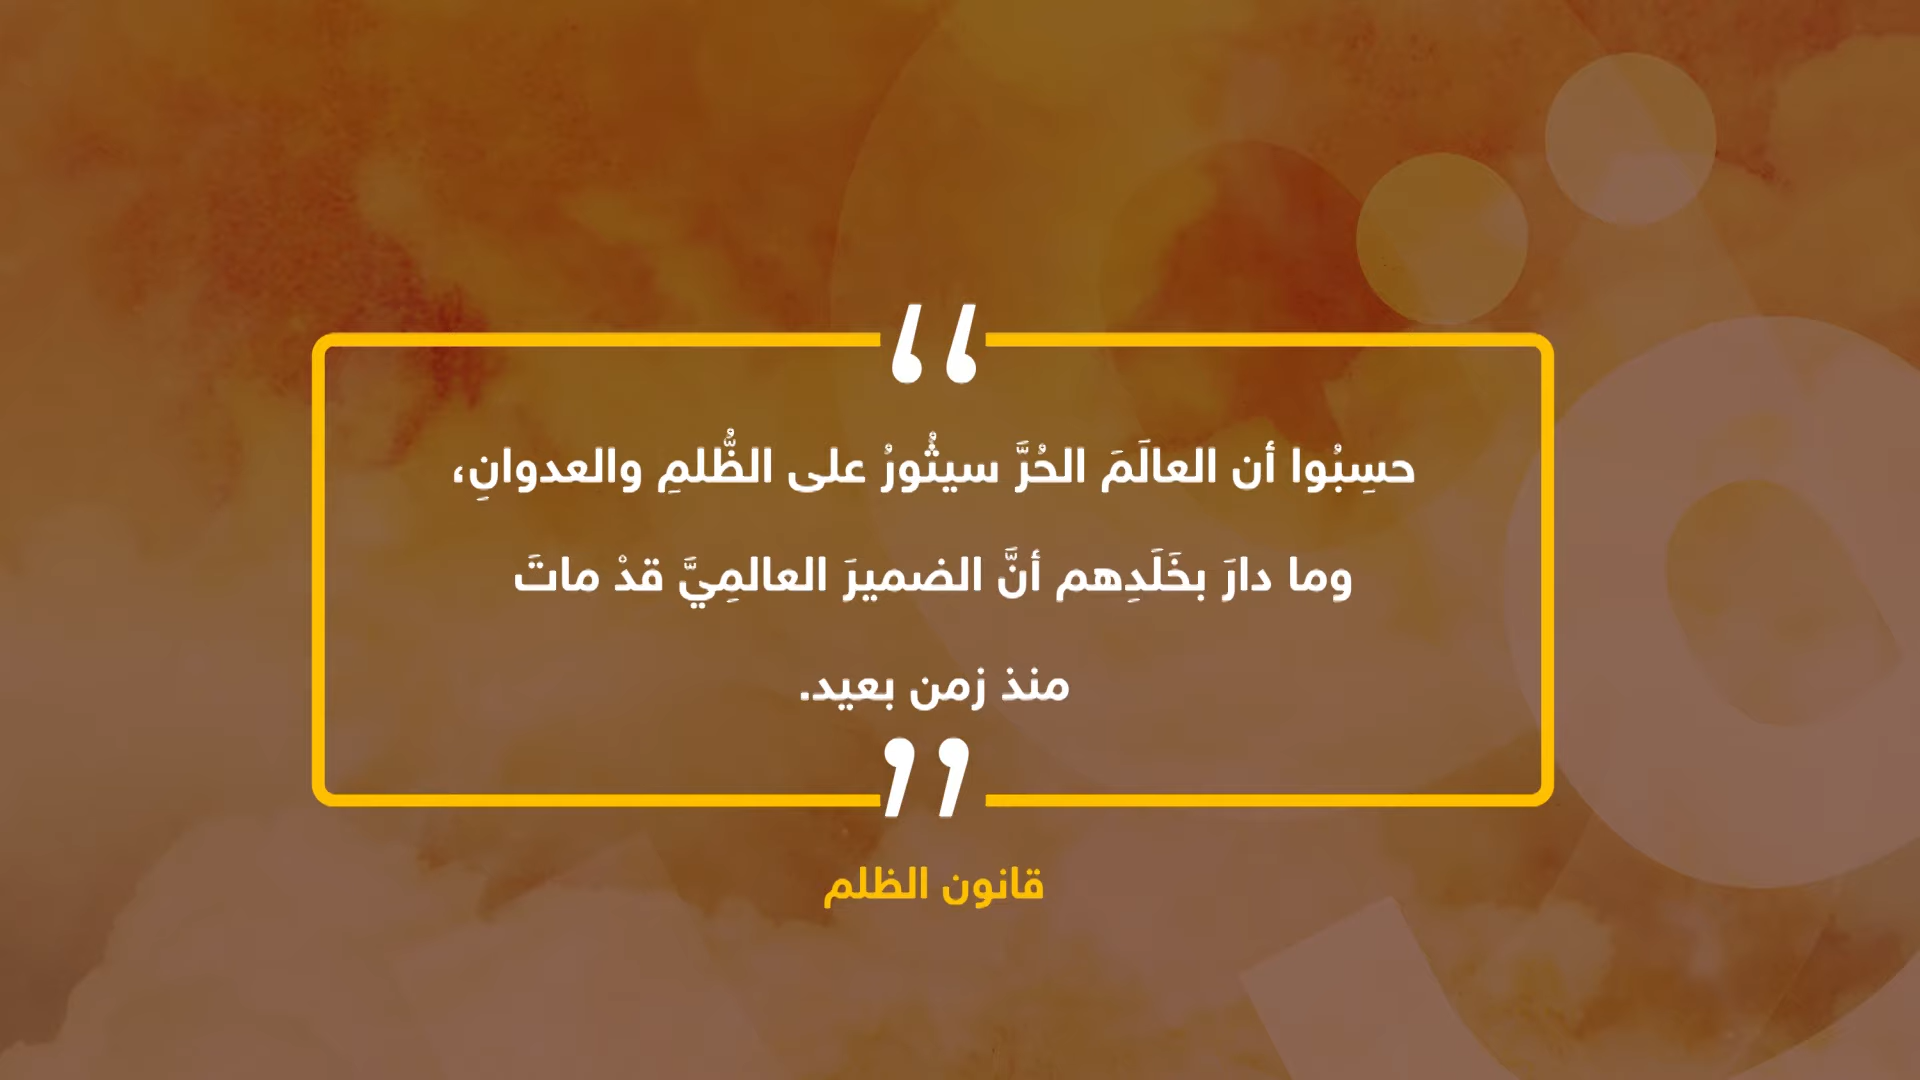 حسِبُوا أن العالَمَ الحُرَّ سيثُورُ على الظُّلمِ والعدوانِ،
وما دارَ بخَلَدِهم أنَّ الضميرَ العالمِيَّ قدْ ماتَ
منذ زمن بعيد.
قانون الظلم